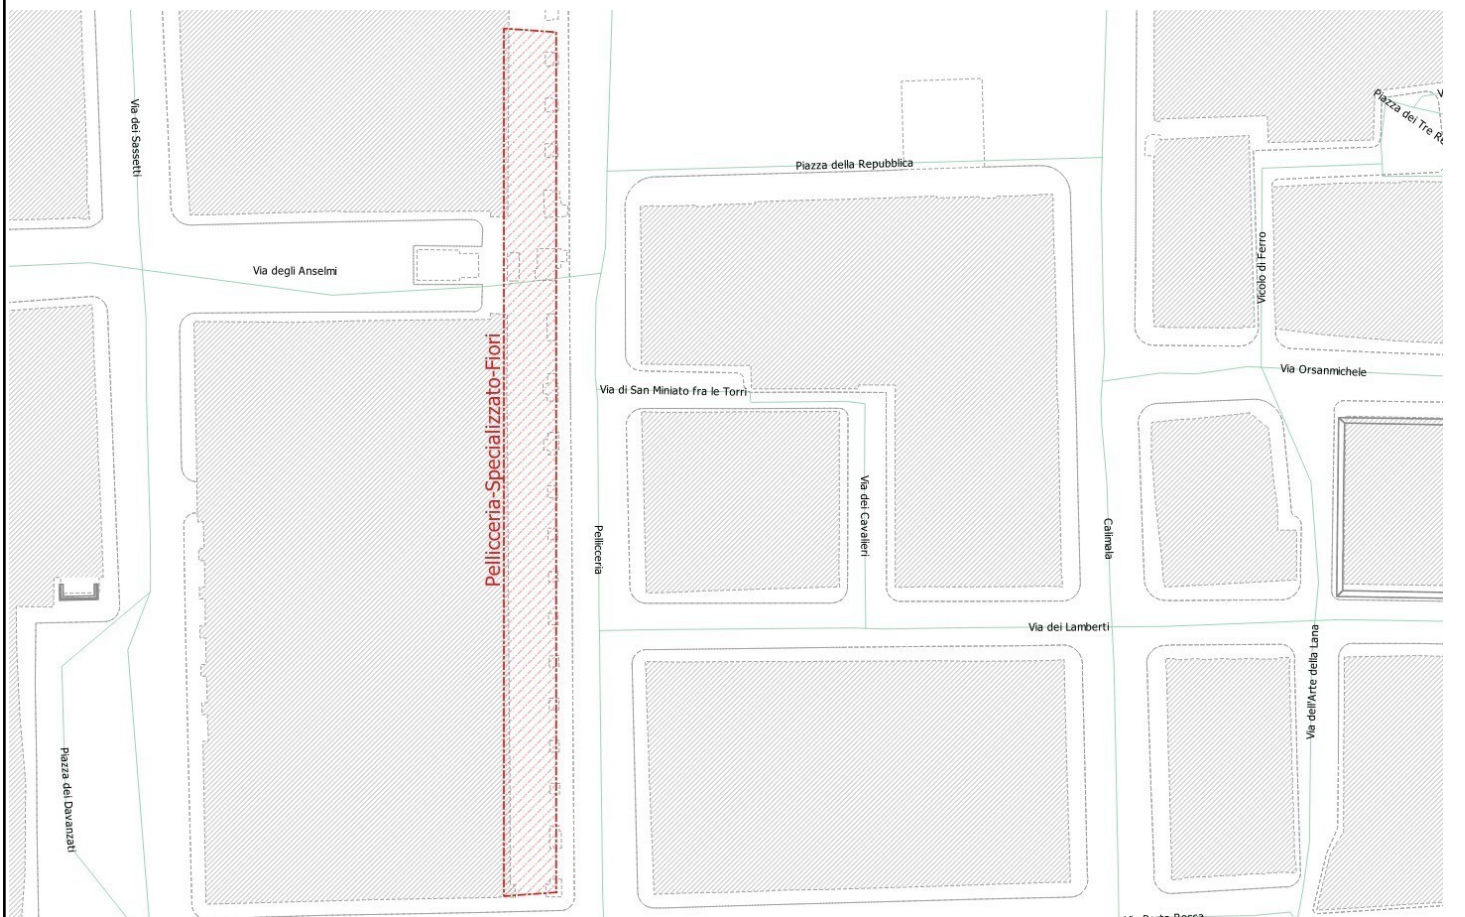 Via dei Sassetti
Piazza della Repubblica
Piazza dei Tre Re
Via degli Anselmi
Vicolo di Ferro
Pellicceria-Specializzato-Fiori
Via di San Miniato fra le Torri
Via Orsanmichele
Pellicceria
Via dei Cavalieri
Calimala
Via dei Lamberti
Via dell'Arte della Lana
Piazza dei Davanzati